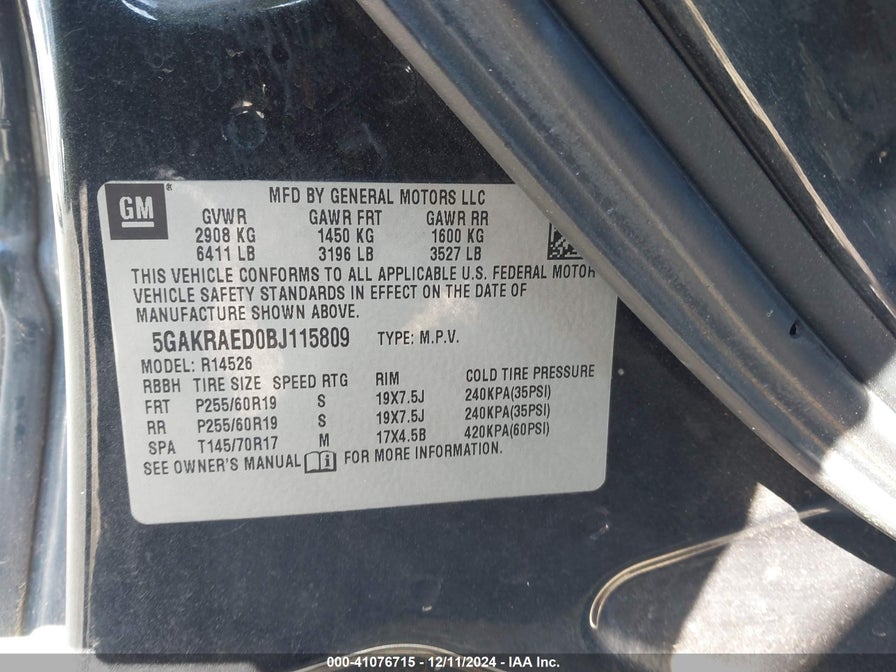 GM ®
MFD BY GENERAL MOTORS LLC
GVWR GAWR FRT GAWR RR
2908 KG 1450 KG 1600 KG
6411 LB 3196 LB 3527 LB
THIS VEHICLE CONFORMS TO ALL APPLICABLE U.S. FEDERAL MOTOR
VEHICLE SAFETY STANDARDS IN EFFECT ON THE DATE OF
MANUFACTURE SHOWN ABOVE.
5GAKRAED0BJ115809 TYPE: M.P.V.
MODEL: R14526
RBBH TIRE SIZE SPEED RTG RIM COLD TIRE PRESSURE
FRT P255/60R19 S 19X7.5J 240KPA(35PSI)
RR P255/60R19 S 19X7.5J 240KPA(35PSI)
SPA T145/70R17 M 17X4.5B 420KPA(60PSI)
SEE OWNER'S MANUAL i FOR MORE INFORMATION.
000-41076715 - 12/11/2024 - IAA Inc.